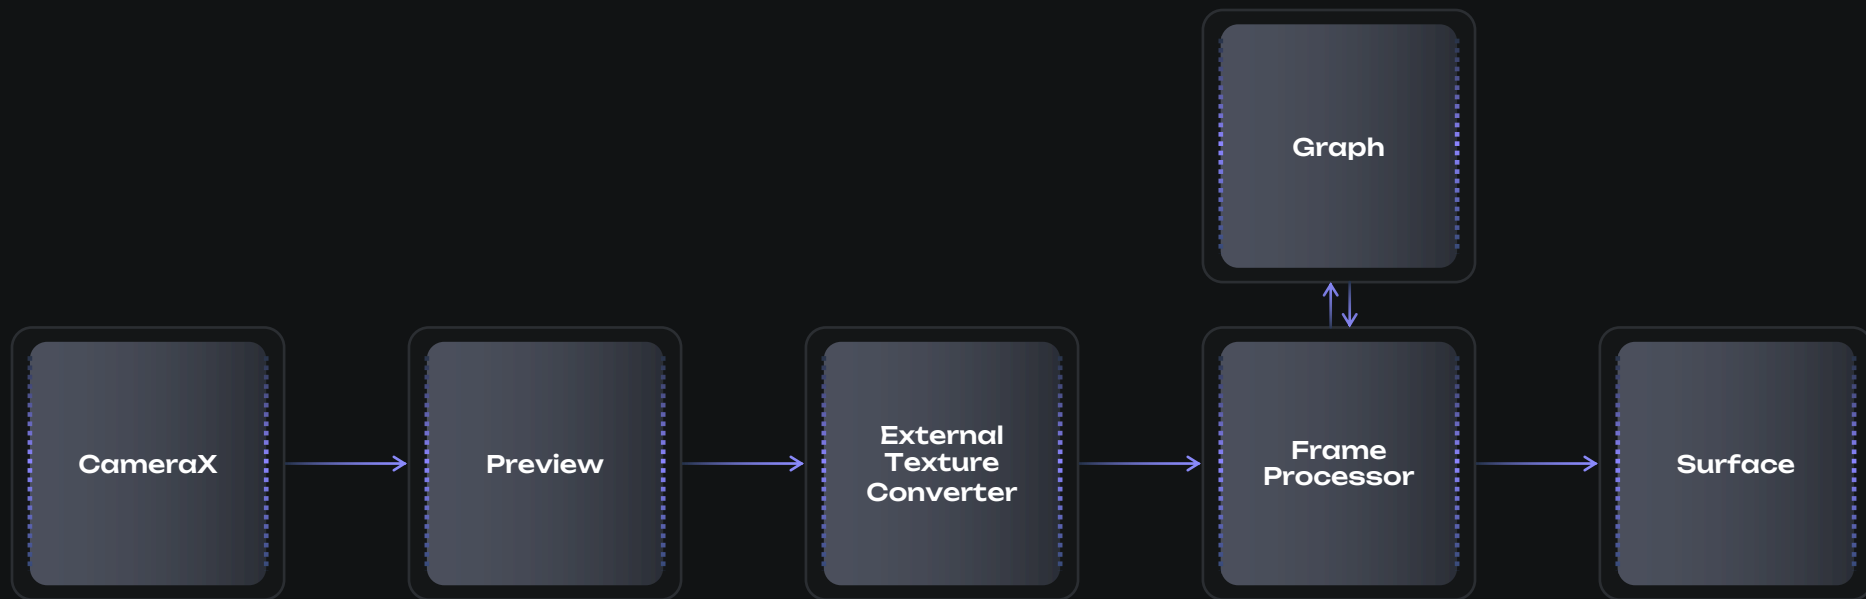 Graph
CameraX
Preview
External
Texture
Converter
Frame
Processor
Surface